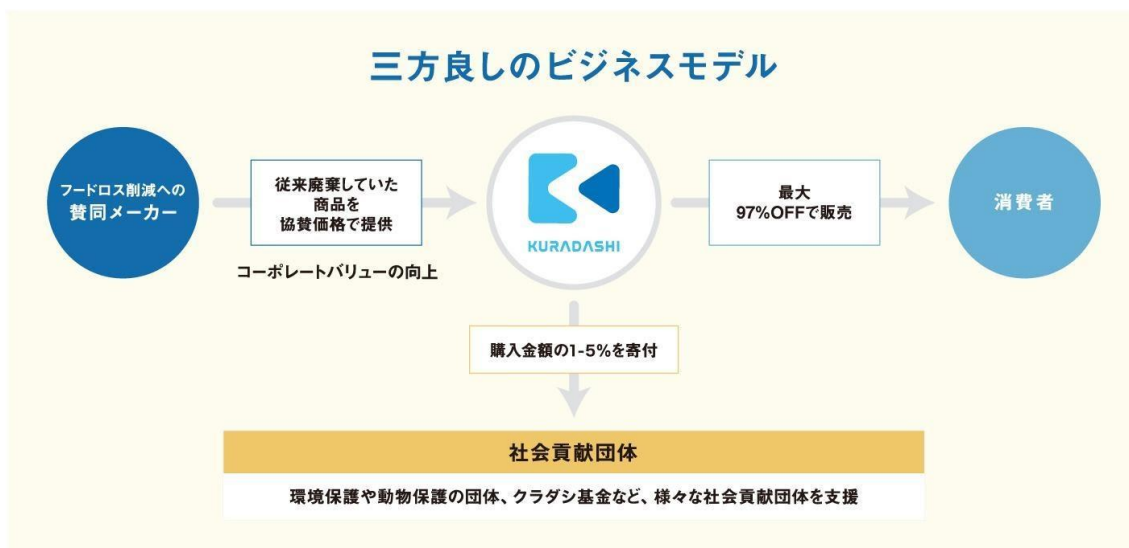 三方良しのビジネスモデル
フードロス削減への
賛同メーカー
従来廃棄していた
商品を
協賛価格で提供
コーポレートバリューの向上
KURADASHI
最大
97%OFFで販売
消費者
購入金額の1-5%を寄付
社会貢献団体
環境保護や動物保護の団体、クラダシ基金など、様々な社会貢献団体を支援